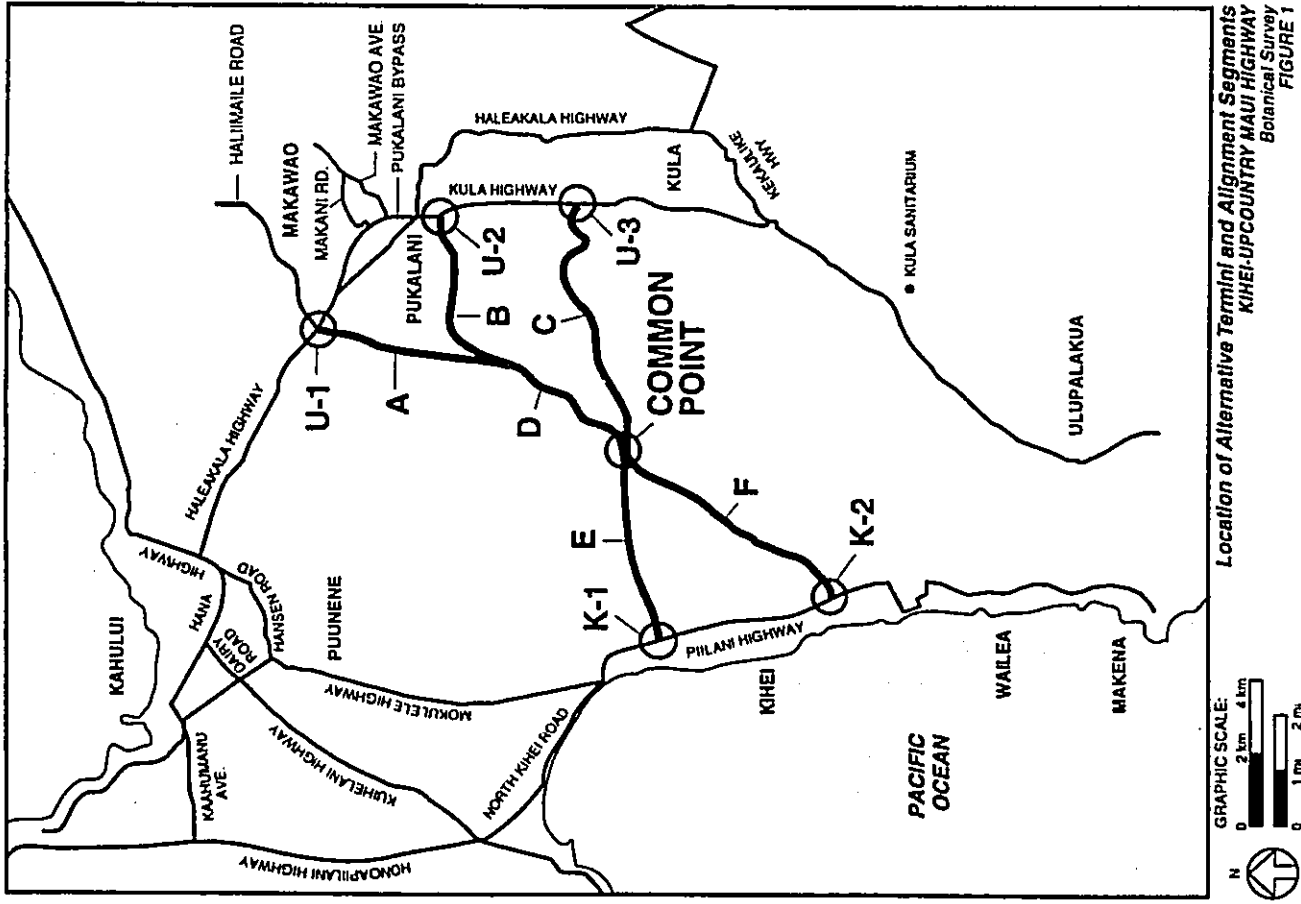 HALIIMAILE ROAD
MAKAWAO AVE.
PUKALANI BYPASS
MAKAWAO
MAKANI RD.
HALEAKALA HIGHWAY
KULA HIGHWAY
KULA
KEKAULIKE
HWY
U-2
U-3
PUKALANI
B
C
KULA SANITARIUM
U-1
A
D
COMMON
POINT
ULUPALAKUA
HALEAKALA HIGHWAY
F
E
K-2
K-1
HANA
HIGHWAY
HANSEN ROAD
DAIRY
ROAD
PUUNENE
KAHULUI
MOKULELE HIGHWAY
PIILANI HIGHWAY
KIHEI
WAILEA
MAKENA
KAAHUMANU
AVE.
KUIHELANI HIGHWAY
NORTH KIHEI ROAD
PACIFIC
OCEAN
HONOAPIILANI HIGHWAY
N
GRAPHIC SCALE:
0 2 km 4 km
0 1 mi 2 mi
Location of Alternative Termini and Alignment Segments
KIHEI-UPCOUNTRY MAUI HIGHWAY
Botanical Survey
FIGURE 1